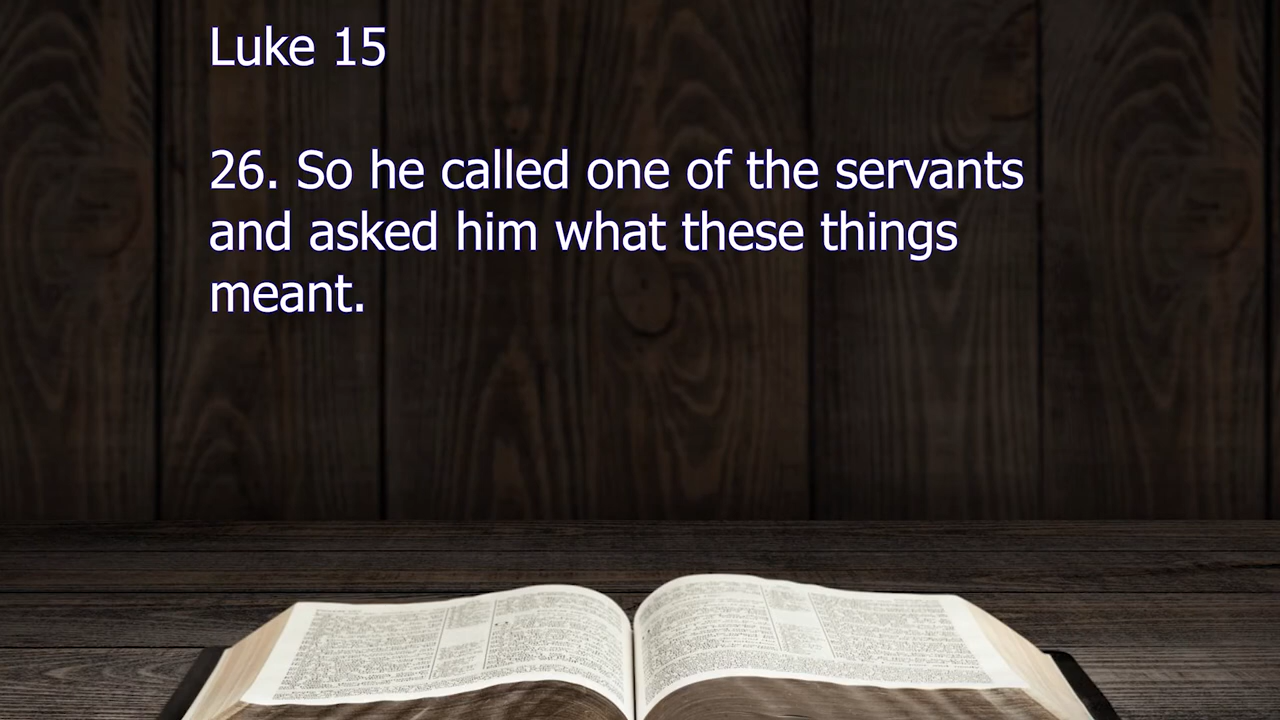 Luke 15
26. So he called one of the servants
and asked him what these things
meant.